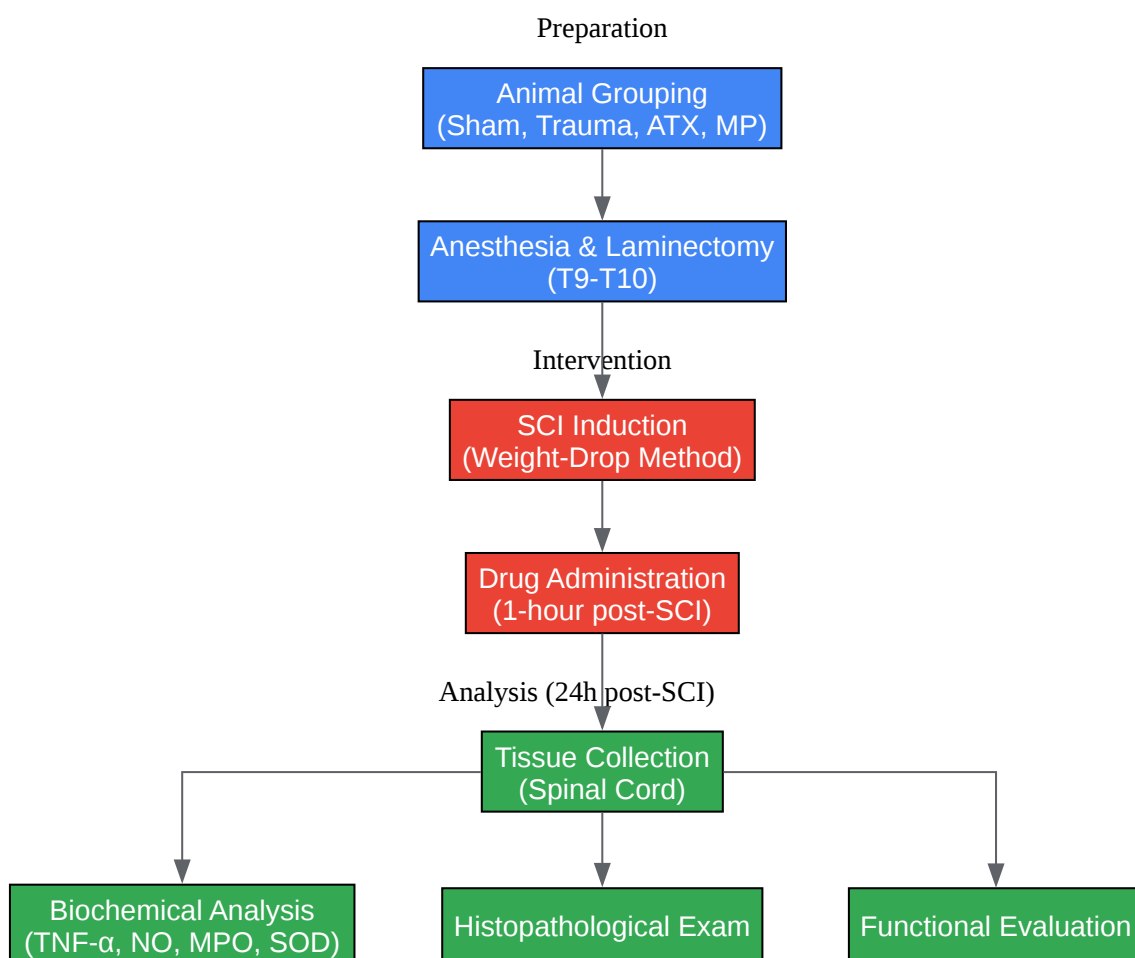 Preparation
Animal Grouping
(Sham, Trauma, ATX, MP)
Anesthesia & Laminectomy
(T9-T10)
Intervention
SCI Induction
(Weight-Drop Method)
Drug Administration
(1-hour post-SCI)
Analysis (24h post-SCI)
Tissue Collection
(Spinal Cord)
Biochemical Analysis
(TNF-α, NO, MPO, SOD)
Histopathological Exam
Functional Evaluation